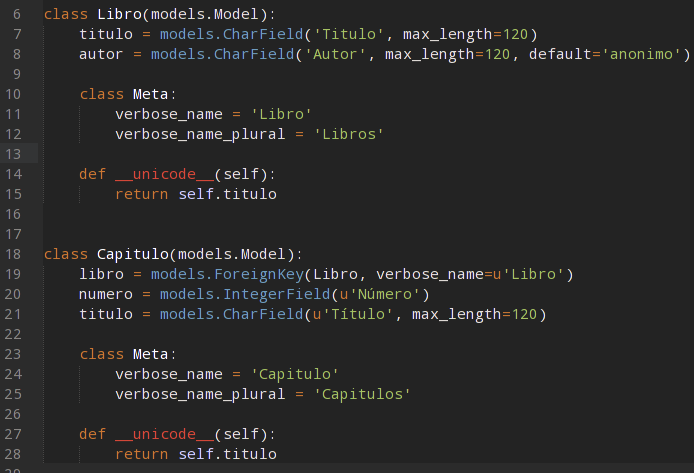 6 class Libro(models.Model):
7     titulo = models.CharField('Titulo', max_length=120)
8     autor = models.CharField('Autor', max_length=120, default='anonimo')
9
10     class Meta:
11         verbose_name = 'Libro'
12         verbose_name_plural = 'Libros'
13
14     def __unicode__(self):
15         return self.titulo
16
17
18 class Capitulo(models.Model):
19     libro = models.ForeignKey(Libro, verbose_name=u'Libro')
20     numero = models.IntegerField(u'Número')
21     titulo = models.CharField(u'Título', max_length=120)
22
23     class Meta:
24         verbose_name = 'Capitulo'
25         verbose_name_plural = 'Capitulos'
26
27     def __unicode__(self):
28         return self.titulo